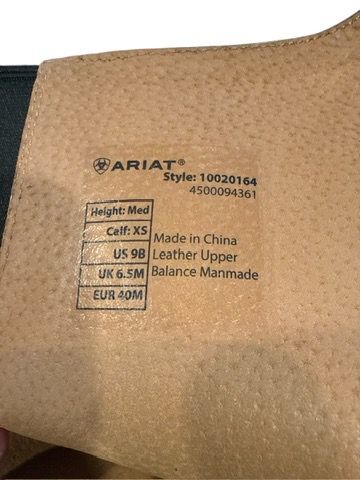 ARIAT®
Style: 10020164
4500094361
Height: Med
Calf: XS
US 9B
UK 6.5M
EUR 40M
Made in China
Leather Upper
Balance Manmade